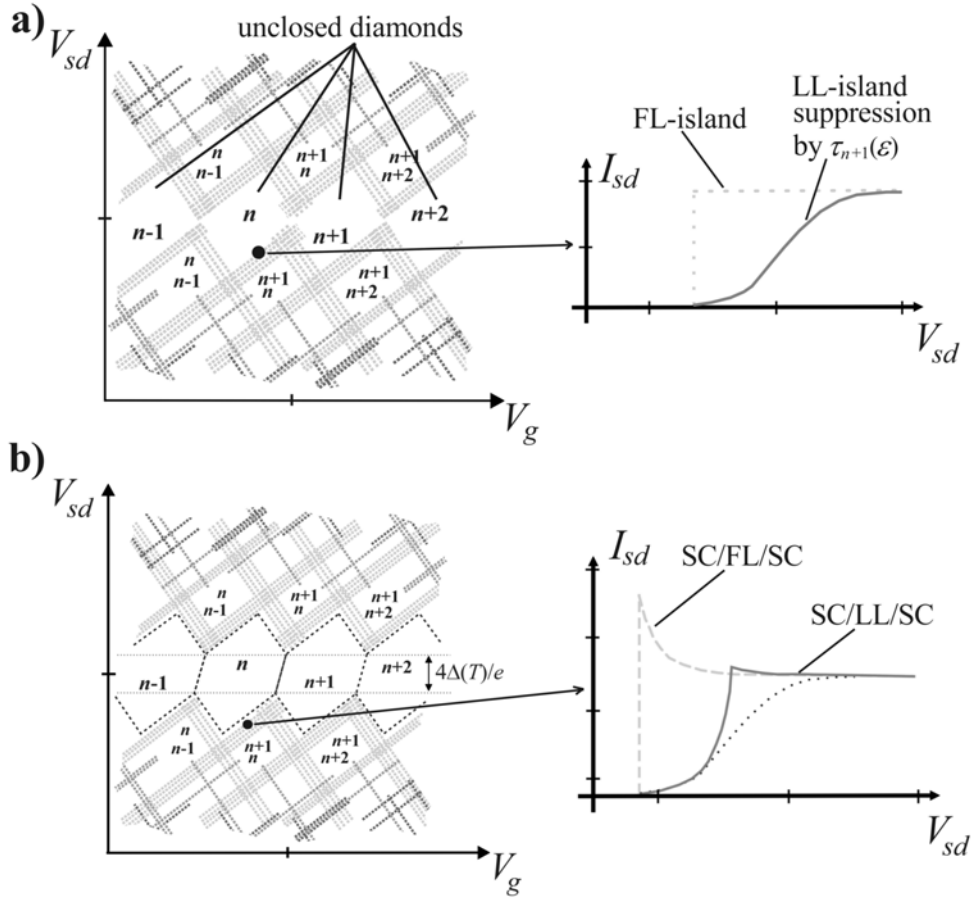 a)
V_sd
unclosed diamonds
n
n-1
n+1
n
n+1
n+2
n-1
n
n+1
n+2
n
n-1
n+1
n
n+1
n+2
V_g
I_sd
FL-island
LL-island
suppression
by τ_n+1(ε)
V_sd
b)
V_sd
n
n-1
n+1
n
n+1
n+2
n-1
n
n+1
n+2
4Δ(T)/e
n
n-1
n+1
n
n+1
n+2
V_g
I_sd
SC/FL/SC
SC/LL/SC
V_sd